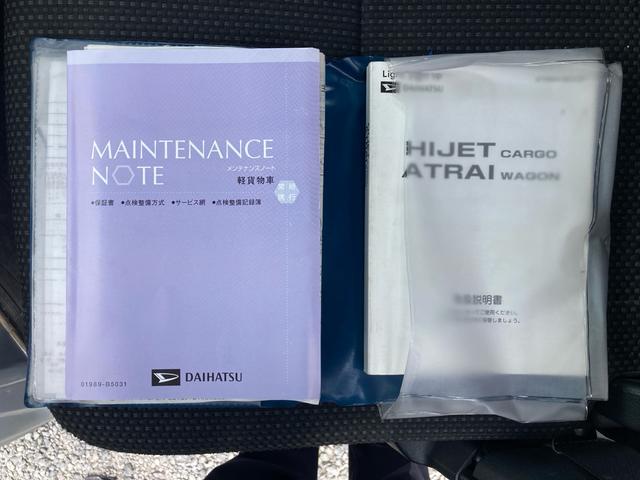 MAINTENANCE
NOTE
メンテナンスノート
軽貨物車
●保証書 ●点検整備方式 ●サービス網 ●点検整備記録簿
01989-B5031
DAIHATSU
DAIHATSU
HIJET CARGO
ATRAI WAGON
取扱説明書